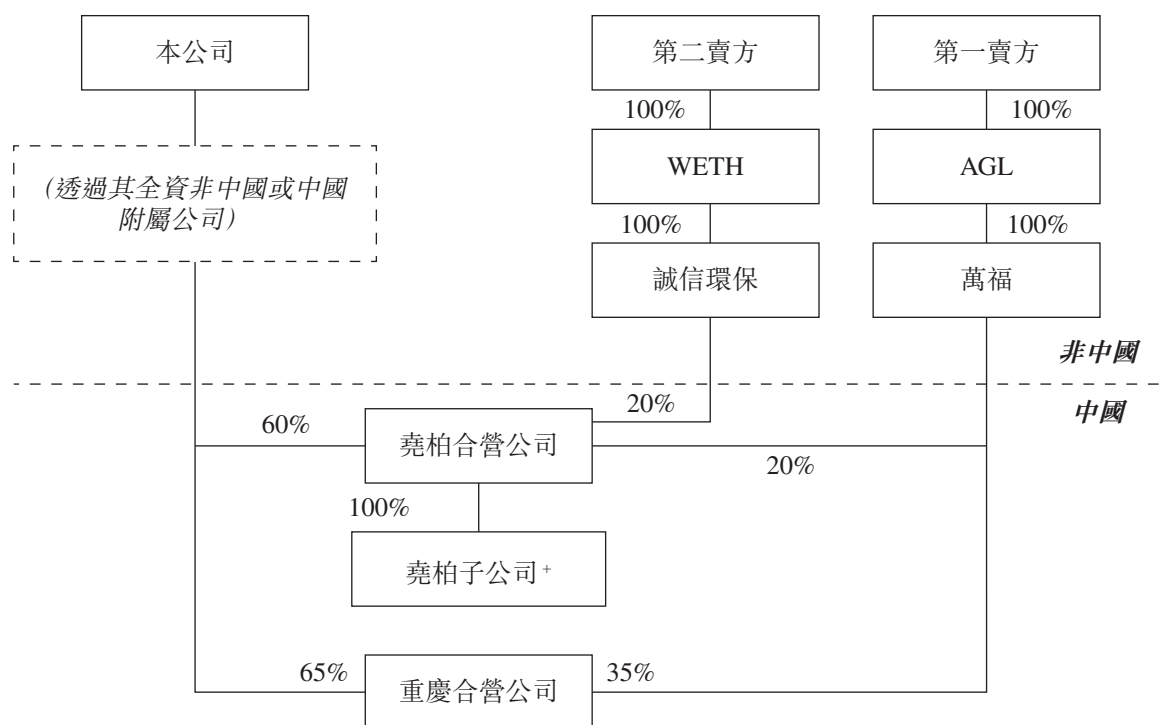 本公司
第二賣方
第一賣方
100%
100%
(透過其全資非中國或中國
附屬公司)
WETH
AGL
100%
100%
誠信環保
萬福
非中國
中國
20%
60%
堯柏合營公司
20%
100%
堯柏子公司+
65%
重慶合營公司
35%